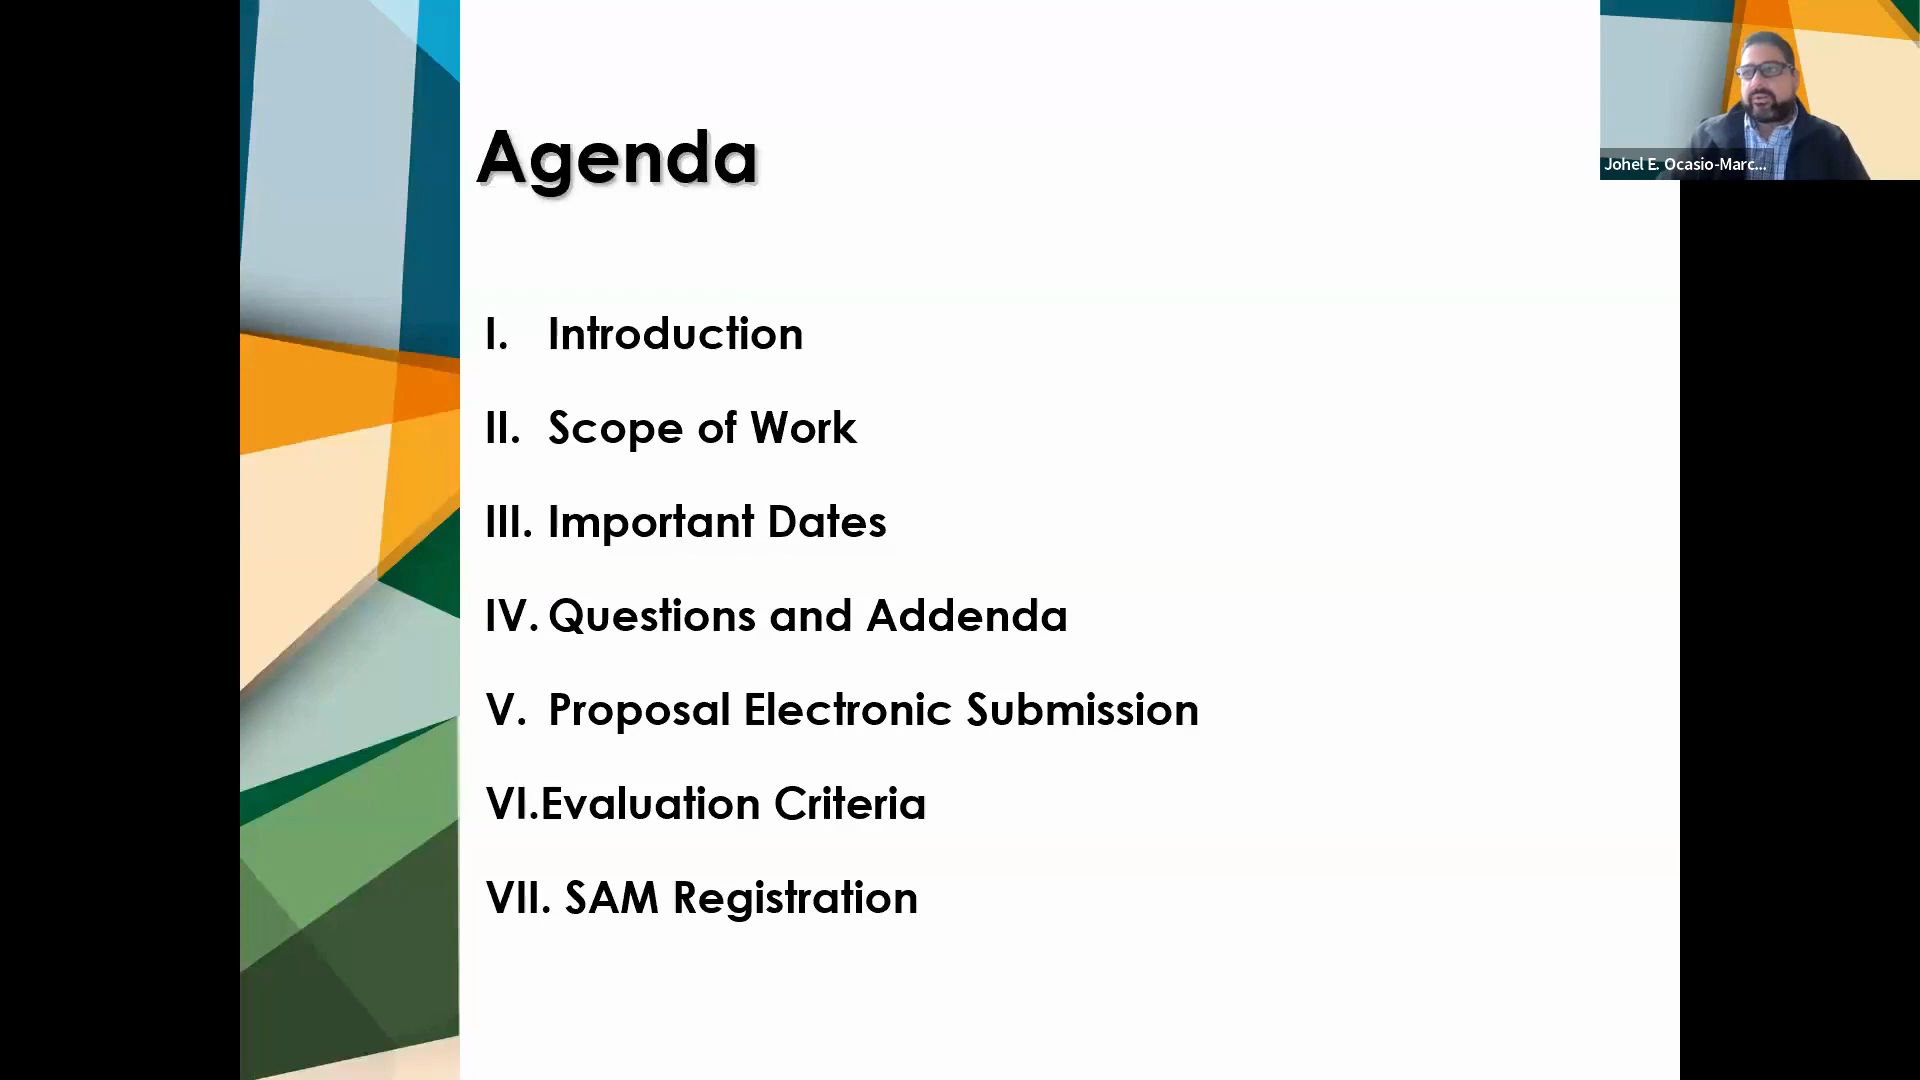 Agenda
Johel E. Ocasio-Marc...
I. Introduction
II. Scope of Work
III. Important Dates
IV. Questions and Addenda
V. Proposal Electronic Submission
VI.Evaluation Criteria
VII. SAM Registration